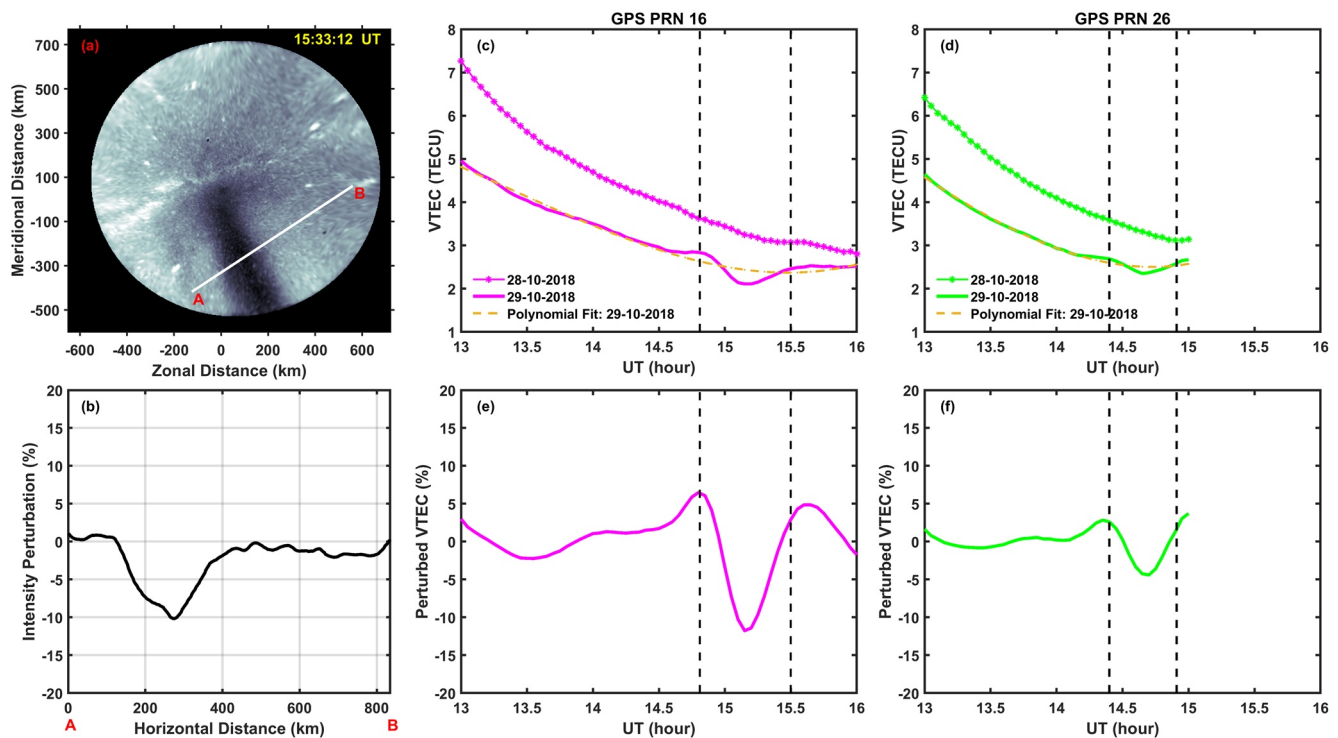 GPS PRN 16
GPS PRN 26
(a)
15:33:12 UT
700
500
300
100
-100
-300
-500
Meridional Distance (km)
A
B
-600 -400 -200 0 200 400 600
Zonal Distance (km)
(c)
8
7
6
5
4
3
2
1
VTEC (TECU)
28-10-2018
29-10-2018
Polynomial Fit: 29-10-2018
13 13.5 14 14.5 15 15.5 16
UT (hour)
(d)
8
7
6
5
4
3
2
1
VTEC (TECU)
28-10-2018
29-10-2018
Polynomial Fit: 29-10-2018
13 13.5 14 14.5 15 15.5 16
UT (hour)
(b)
20
15
10
5
0
-5
-10
-15
-20
Intensity Perturbation (%)
0 200 400 600 800
A Horizontal Distance (km) B
(e)
20
15
10
5
0
-5
-10
-15
-20
Perturbed VTEC (%)
13 13.5 14 14.5 15 15.5 16
UT (hour)
(f)
20
15
10
5
0
-5
-10
-15
-20
Perturbed VTEC (%)
13 13.5 14 14.5 15 15.5 16
UT (hour)